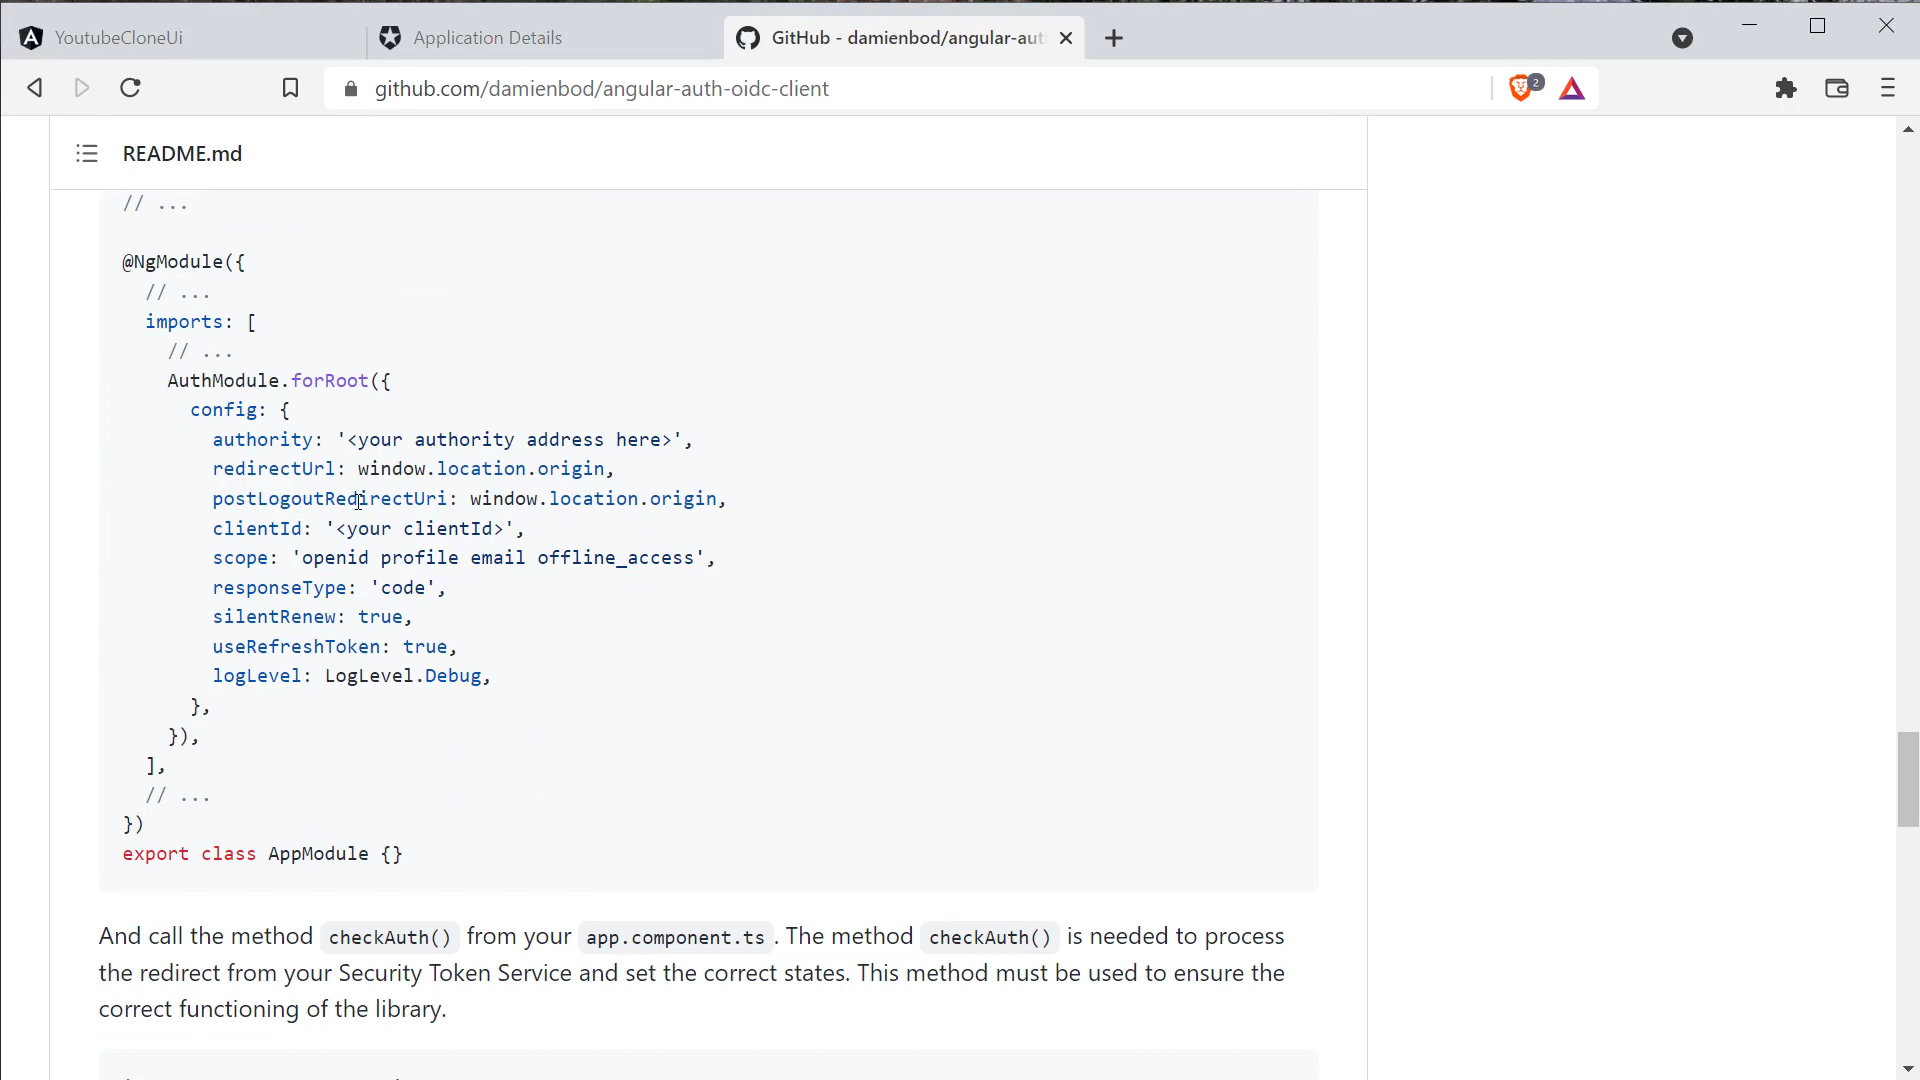 YoutubeCloneUi
Application Details
GitHub - damienbod/angular-aut
github.com/damienbod/angular-auth-oidc-client
2
README.md
// ...
@NgModule({
// ...
imports: [
// ...
AuthModule.forRoot({
config: {
authority: '<your authority address here>',
redirectUrl: window.location.origin,
postLogoutRedirectUri: window.location.origin,
clientId: '<your clientId>',
scope: 'openid profile email offline_access',
responseType: 'code',
silentRenew: true,
useRefreshToken: true,
logLevel: LogLevel.Debug,
},
}),
],
// ...
})
export class AppModule {}
And call the method checkAuth() from your app.component.ts. The method checkAuth() is needed to process
the redirect from your Security Token Service and set the correct states. This method must be used to ensure the
correct functioning of the library.